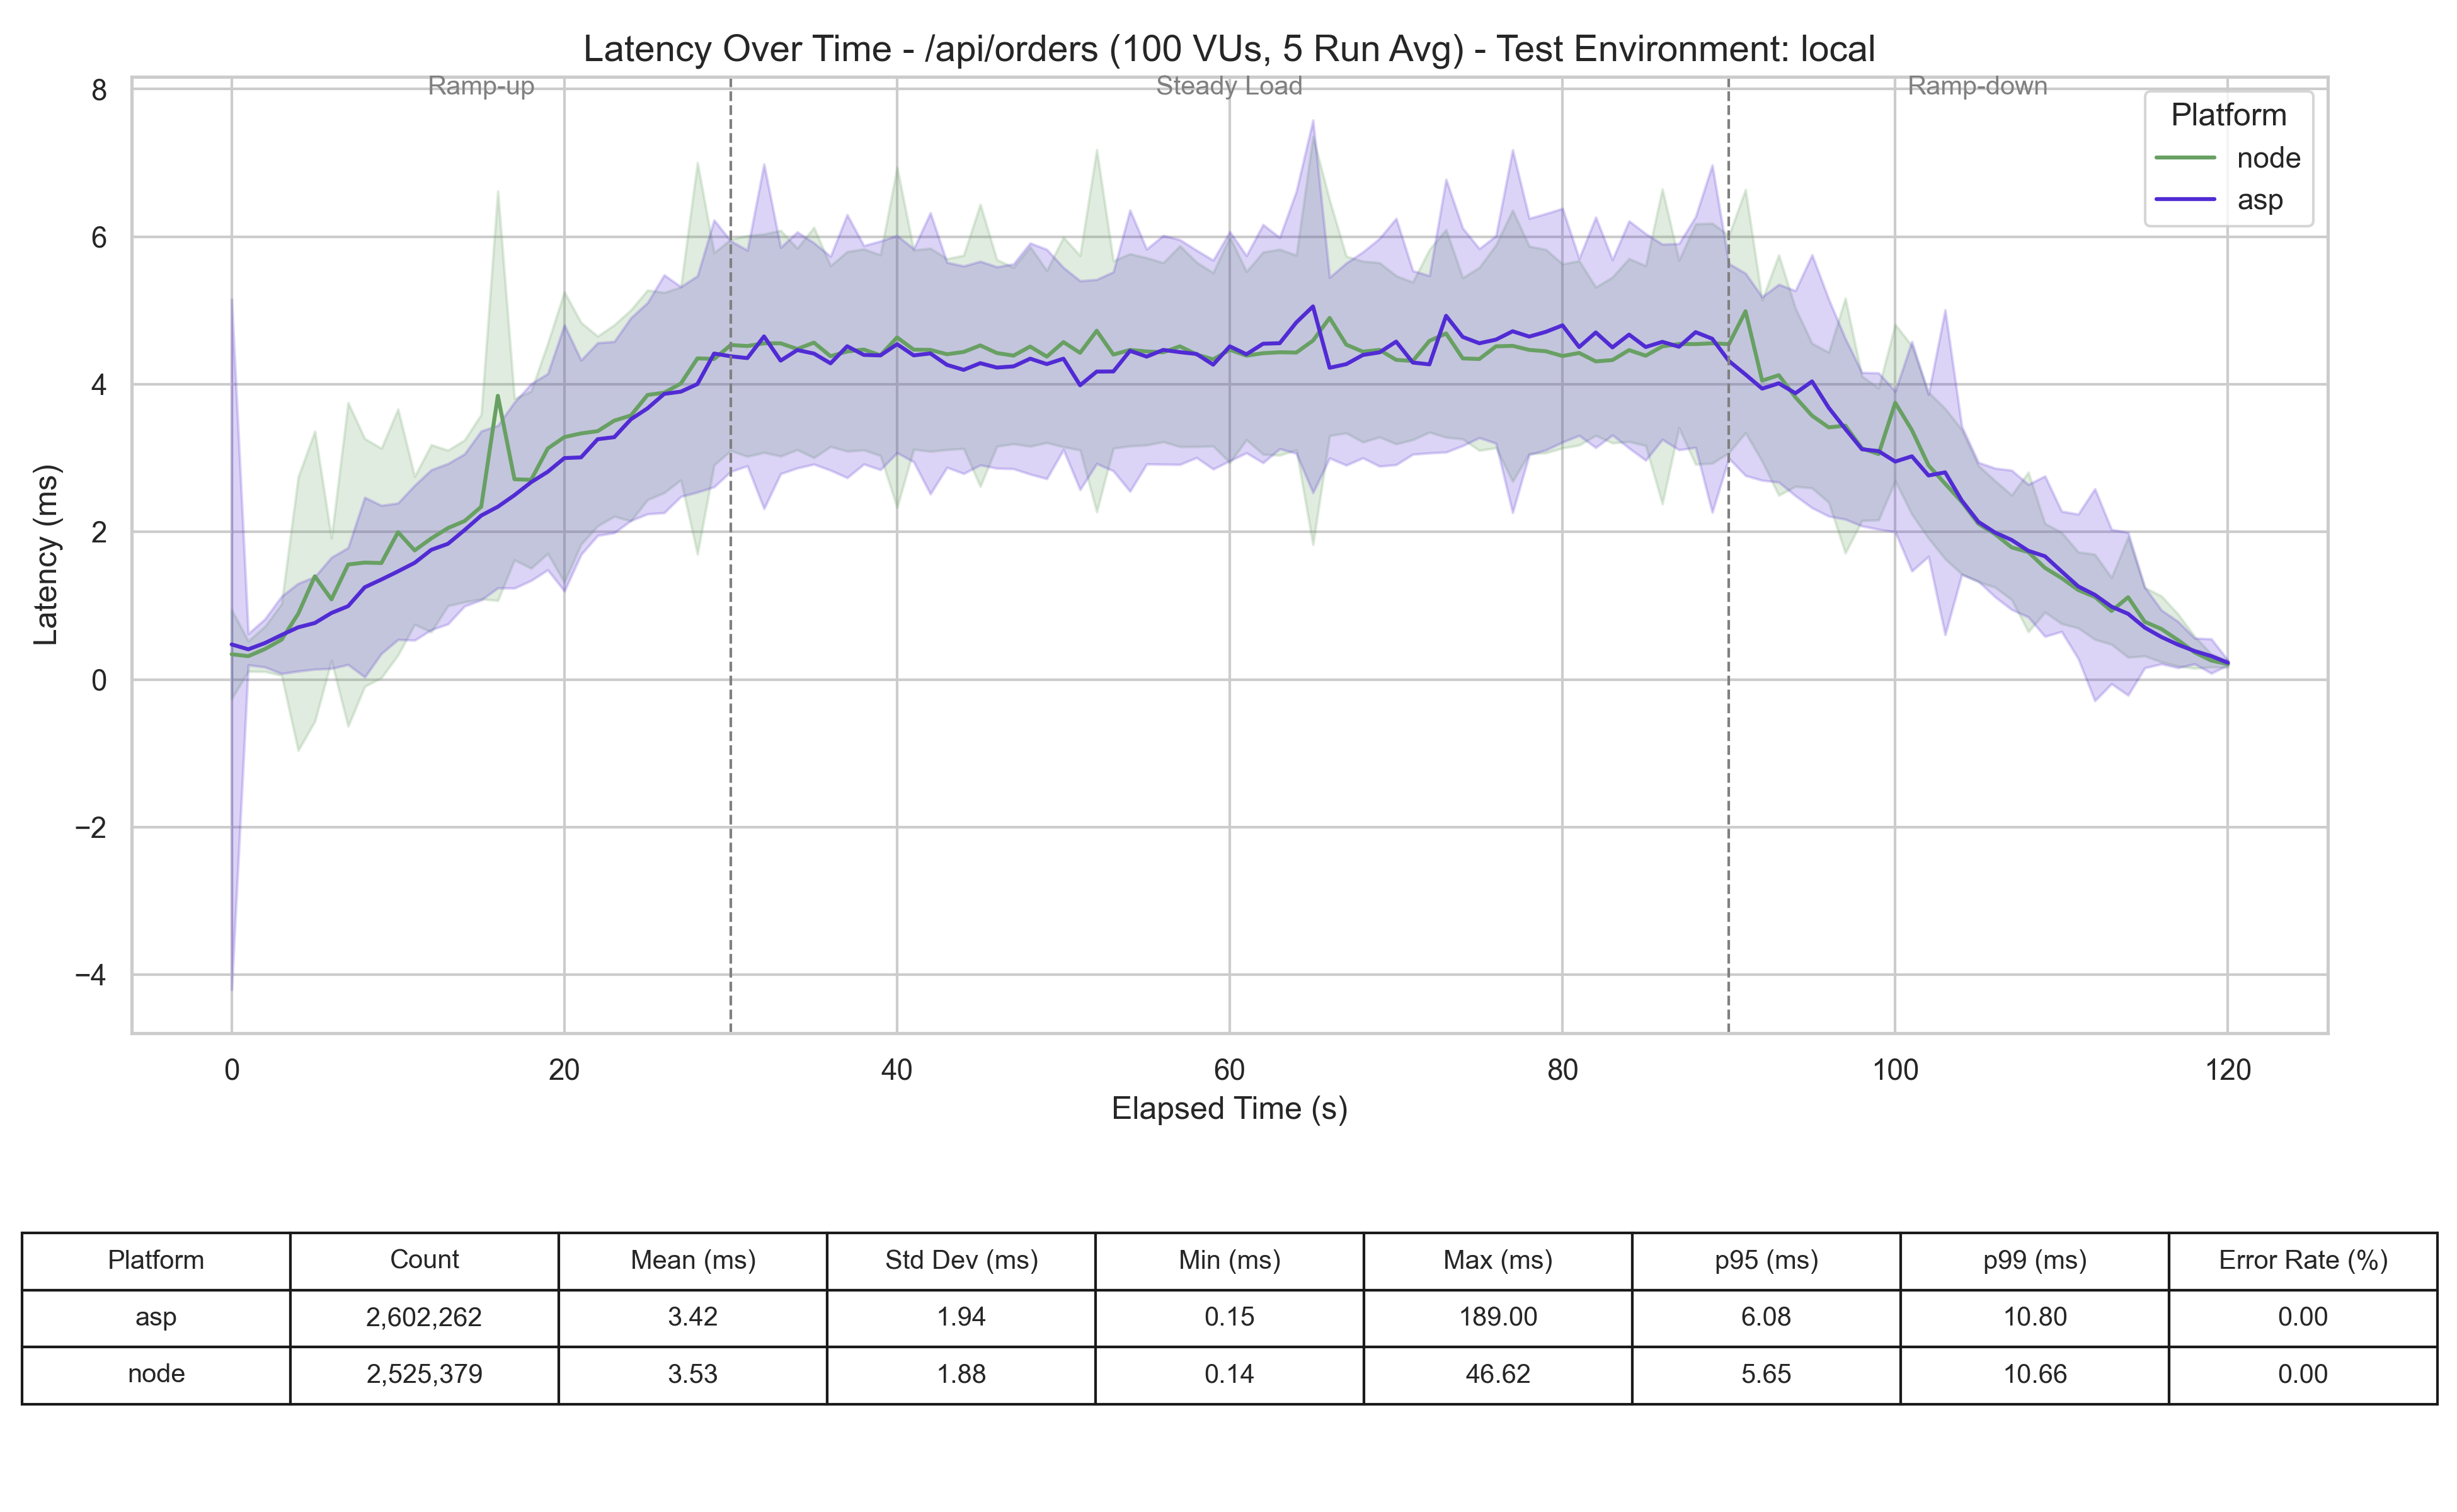 Latency Over Time - /api/orders (100 VUs, 5 Run Avg) - Test Environment: local
Ramp-up Steady Load Ramp-down
Platform
node
asp
8
6
4
2
0
−2
−4
Latency (ms)
0 20 40 60 80 100 120
Elapsed Time (s)
Platform Count Mean (ms) Std Dev (ms) Min (ms) Max (ms) p95 (ms) p99 (ms) Error Rate (%)
asp 2,602,262 3.42 1.94 0.15 189.00 6.08 10.80 0.00
node 2,525,379 3.53 1.88 0.14 46.62 5.65 10.66 0.00